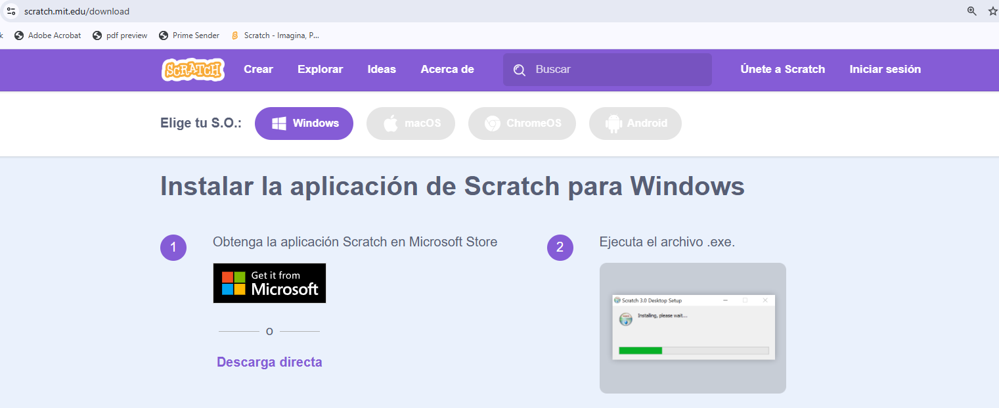 scratch.mit.edu/download
k Adobe Acrobat pdf preview Prime Sender Scratch - Imagina, P...
SCRATCH Crear Explorar Ideas Acerca de Buscar Únete a Scratch Iniciar sesión
Elige tu S.O.: Windows macOS ChromeOS Android
Instalar la aplicación de Scratch para Windows
1 Obtenga la aplicación Scratch en Microsoft Store
Get it from
Microsoft
o
Descarga directa
2 Ejecuta el archivo .exe.
Scratch 3.0 Desktop Setup
Installing, please wait...